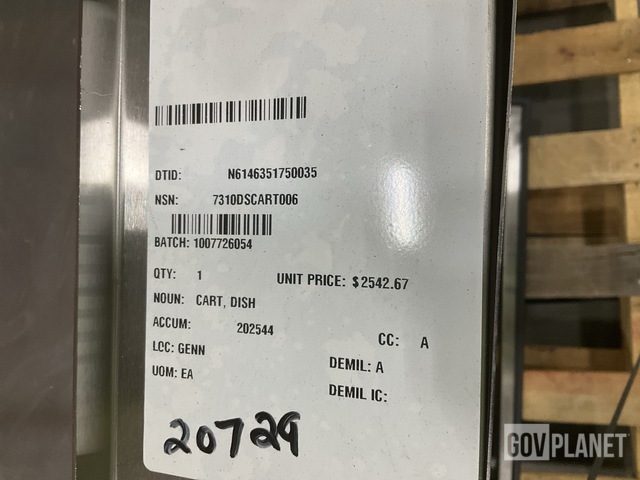 DTID: N6146351750035
NSN: 7310DSCART006
BATCH: 1007726054
QTY: 1 UNIT PRICE: $2542.67
NOUN: CART, DISH
ACCUM: 202544
CC: A
LOC: GENN
DEMIL: A
UOM: EA
DEMIL IC:
20729
GOVPLANET